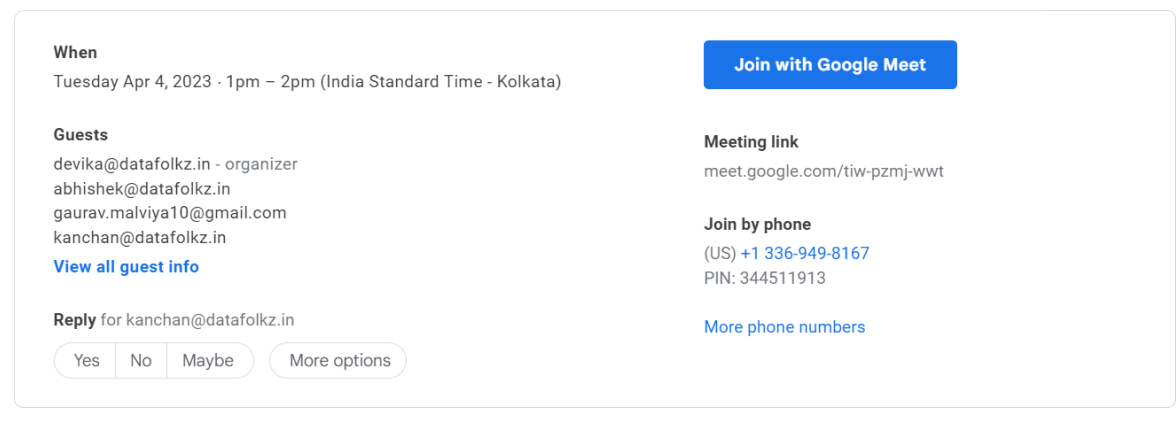 When
Tuesday Apr 4, 2023 · 1pm – 2pm (India Standard Time - Kolkata)
Guests
devika@datafolkz.in - organizer
abhishek@datafolkz.in
gaurav.malviya10@gmail.com
kanchan@datafolkz.in
View all guest info
Reply for kanchan@datafolkz.in
Yes
No
Maybe
More options
Join with Google Meet
Meeting link
meet.google.com/tiw-pzmj-wwt
Join by phone
(US) +1 336-949-8167
PIN: 344511913
More phone numbers